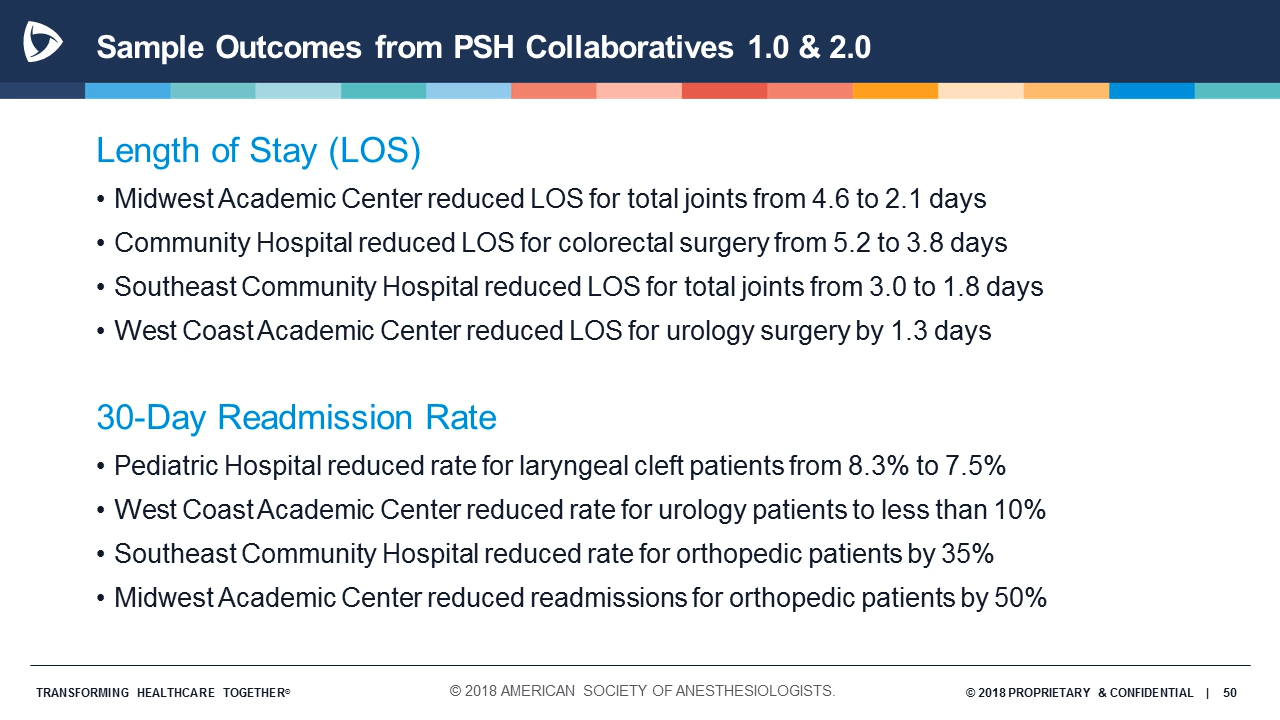 Sample Outcomes from PSH Collaboratives 1.0 & 2.0
Length of Stay (LOS)
• Midwest Academic Center reduced LOS for total joints from 4.6 to 2.1 days
• Community Hospital reduced LOS for colorectal surgery from 5.2 to 3.8 days
• Southeast Community Hospital reduced LOS for total joints from 3.0 to 1.8 days
• West Coast Academic Center reduced LOS for urology surgery by 1.3 days
30-Day Readmission Rate
• Pediatric Hospital reduced rate for laryngeal cleft patients from 8.3% to 7.5%
• West Coast Academic Center reduced rate for urology patients to less than 10%
• Southeast Community Hospital reduced rate for orthopedic patients by 35%
• Midwest Academic Center reduced readmissions for orthopedic patients by 50%
TRANSFORMING HEALTHCARE TOGETHER®
© 2018 AMERICAN SOCIETY OF ANESTHESIOLOGISTS.
© 2018 PROPRIETARY & CONFIDENTIAL | 50